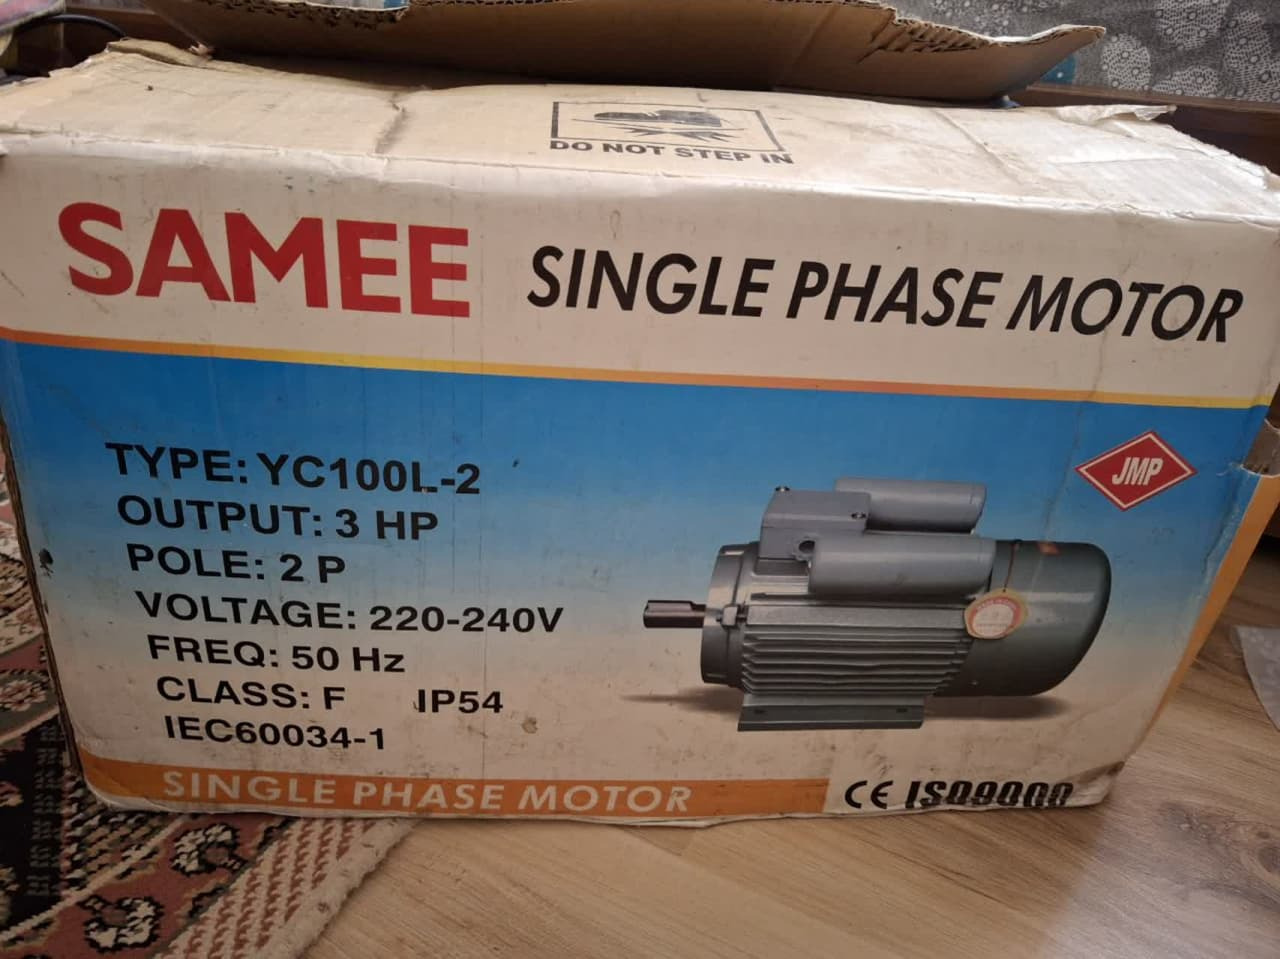 DO NOT STEP IN
SAMEE
SINGLE PHASE MOTOR
TYPE: YC100L-2
OUTPUT: 3 HP
POLE: 2 P
VOLTAGE: 220-240V
FREQ: 50 Hz
CLASS: F IP54
IEC60034-1
JMP
SINGLE PHASE MOTOR
CE ISO9000